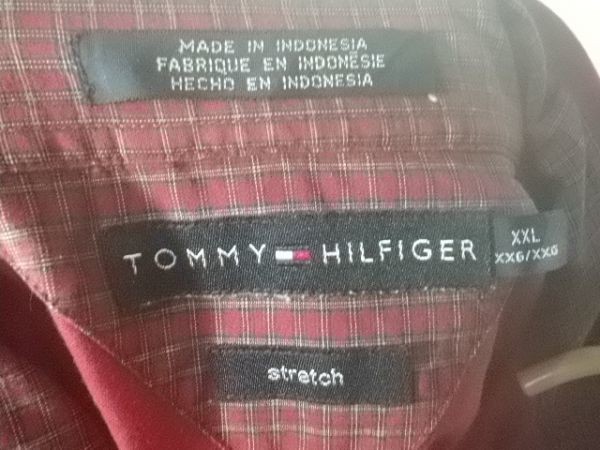 MADE IN INDONESIA
FABRIQUE EN INDONÉSIE
HECHO EN INDONESIA
TOMMY HILFIGER
XXL
XXG/XXG
stretch